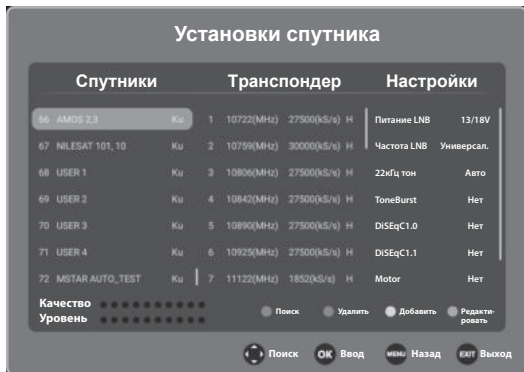 Установки спутника
Спутники Транспондер Настройки
66 AMOS 2,3 Ku 1 10722(MHz) 27500(kS/s) H Питание LNB 13/18V
67 NILESAT 101, 10 Ku 2 10759(MHz) 30000(kS/s) H Частота LNB Универсал.
68 USER 1 Ku 3 10806(MHz) 27500(kS/s) H 22кГц тон Авто
69 USER 2 Ku 4 10842(MHz) 27500(kS/s) H ToneBurst Нет
70 USER 3 Ku 5 10890(MHz) 27500(kS/s) H DiSEqC1.0 Нет
71 USER 4 Ku 6 10925(MHz) 27500(kS/s) H DiSEqC1.1 Нет
72 MSTAR AUTO_TEST Ku 7 11122(MHz) 1852(kS/s) H Motor Нет
Качество
Уровень
Поиск Удалить Добавить Редакти-
ровать
Поиск OK Ввод MENU Назад EXIT Выход